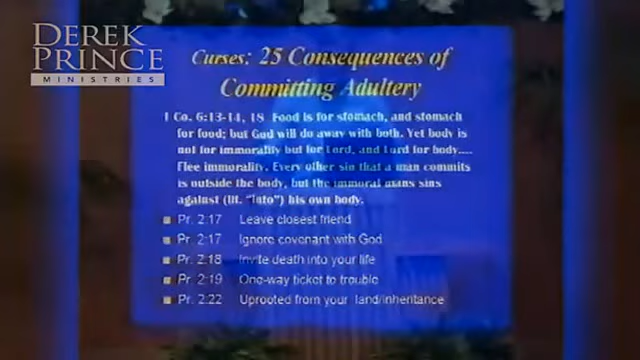 DEREK
PRINCE
MINISTRIES
Curses: 25 Consequences of
Committing Adultery
1 Co. 6:13-14, 18 Food is for stomach, and stomach
for food; but God will do away with both. Yet body is
not for immorality but for Lord, and Lord for body....
Flee immorality. Every other sin that a man commits
is outside the body, but the immoral mans sins
against (lit. "into") his own body.
Pr. 2:17 Leave closest friend
Pr. 2:17 Ignore covenant with God
Pr. 2:18 Invite death into your life
Pr. 2:19 One-way ticket to trouble
Pr. 2:22 Uprooted from your land/inheritance